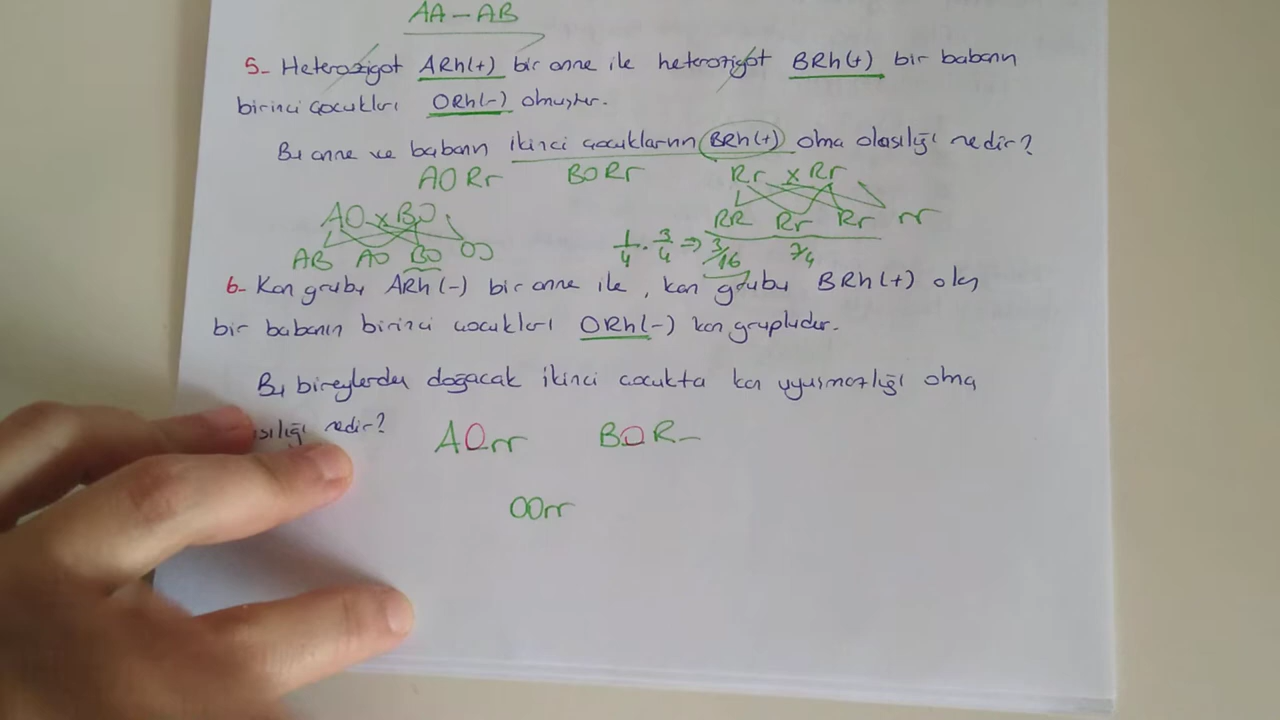 AA - AB
5- Heterozigot ARh(+) bir anne ile heterozigot BRh(+) bir babanın
birinci çocukları ORh(-) olmuştur.
Bu anne ve babanın ikinci çocuklarının BRh(+) olma olasılığı nedir?
AORr BORr Rr x Rr
AO x BO RR Rr Rr rr
AB AO BO OO 1/4 . 3/4 ⇒ 3/16
6- Kan grubu ARh(-) bir anne ile, kan grubu BRh(+) olan
bir babanın birinci çocukları ORh(-) kan grupludur.
Bu bireylerden doğacak ikinci çocukta kan uyuşmazlığı olma
nedir? AOrr BOR-
OOrr